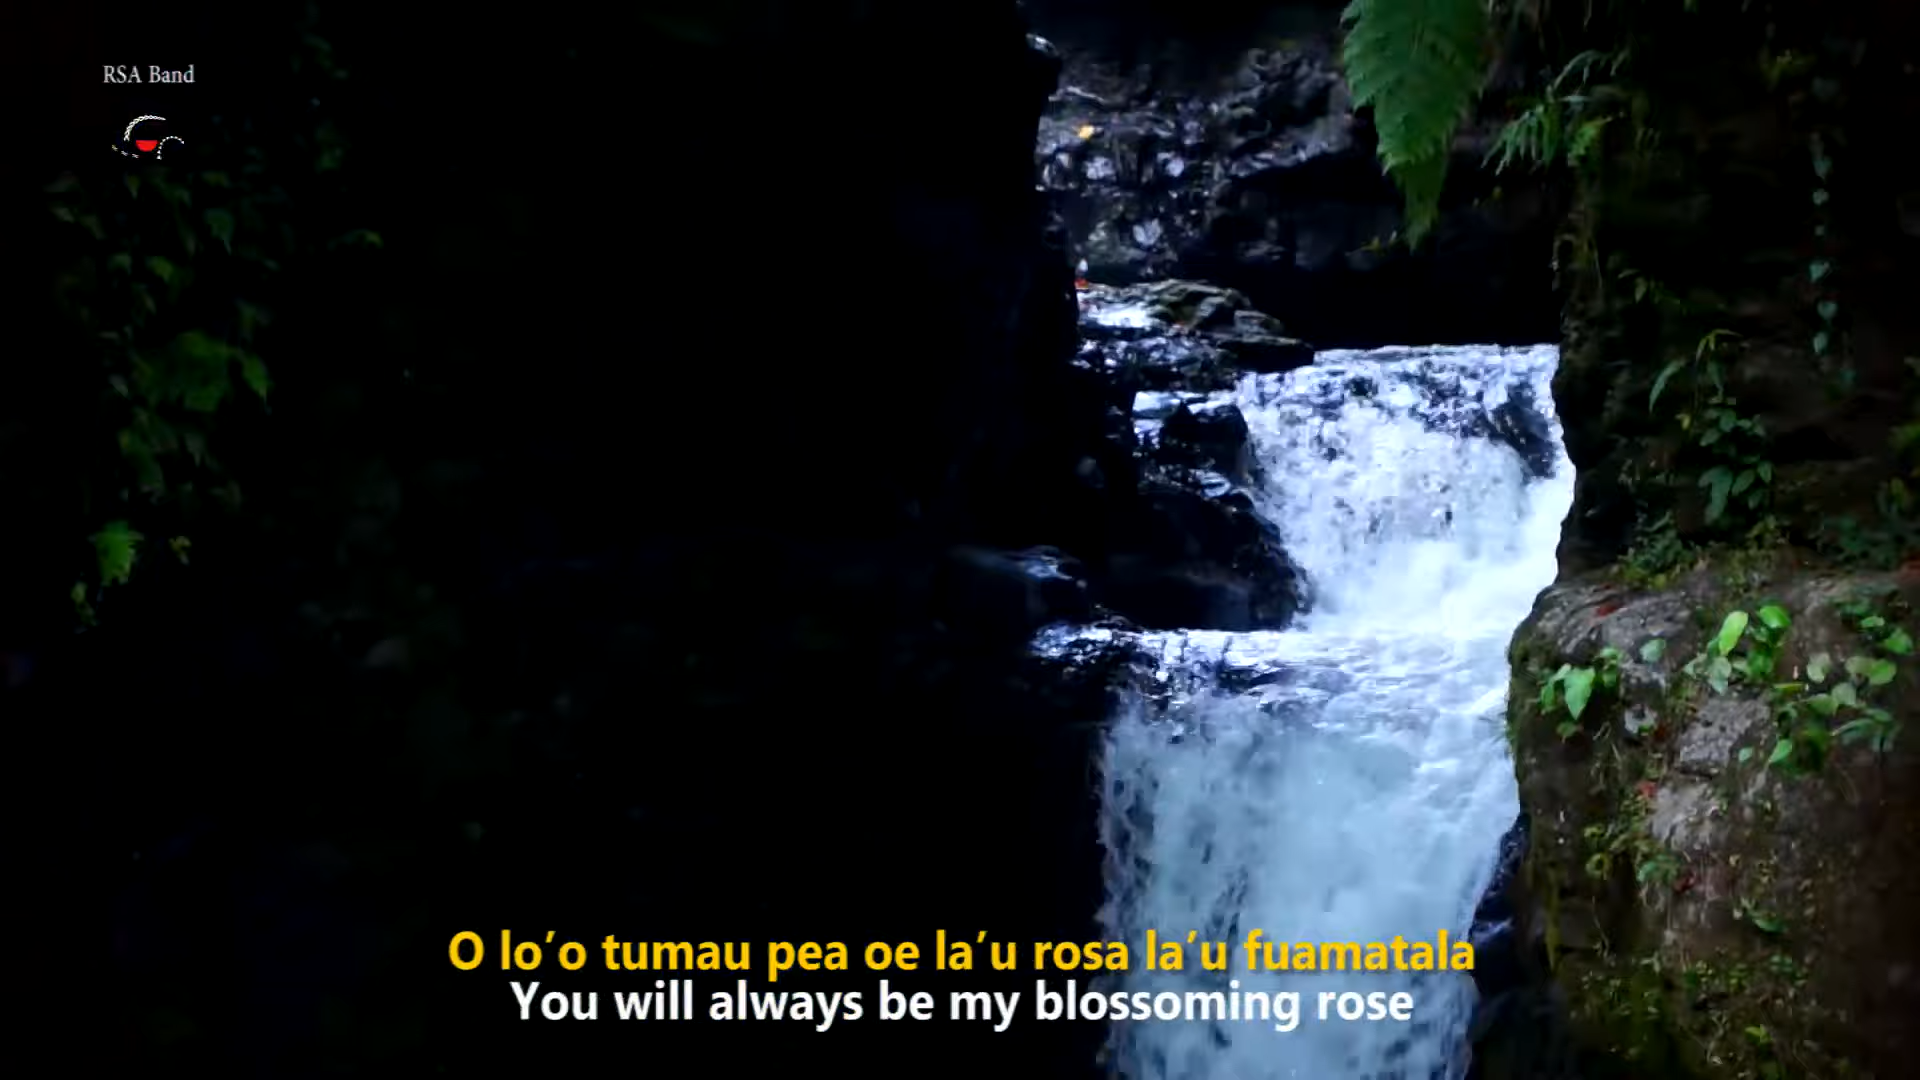 RSA Band
O lo’o tumau pea oe la’u rosa la’u fuamatala
You will always be my blossoming rose